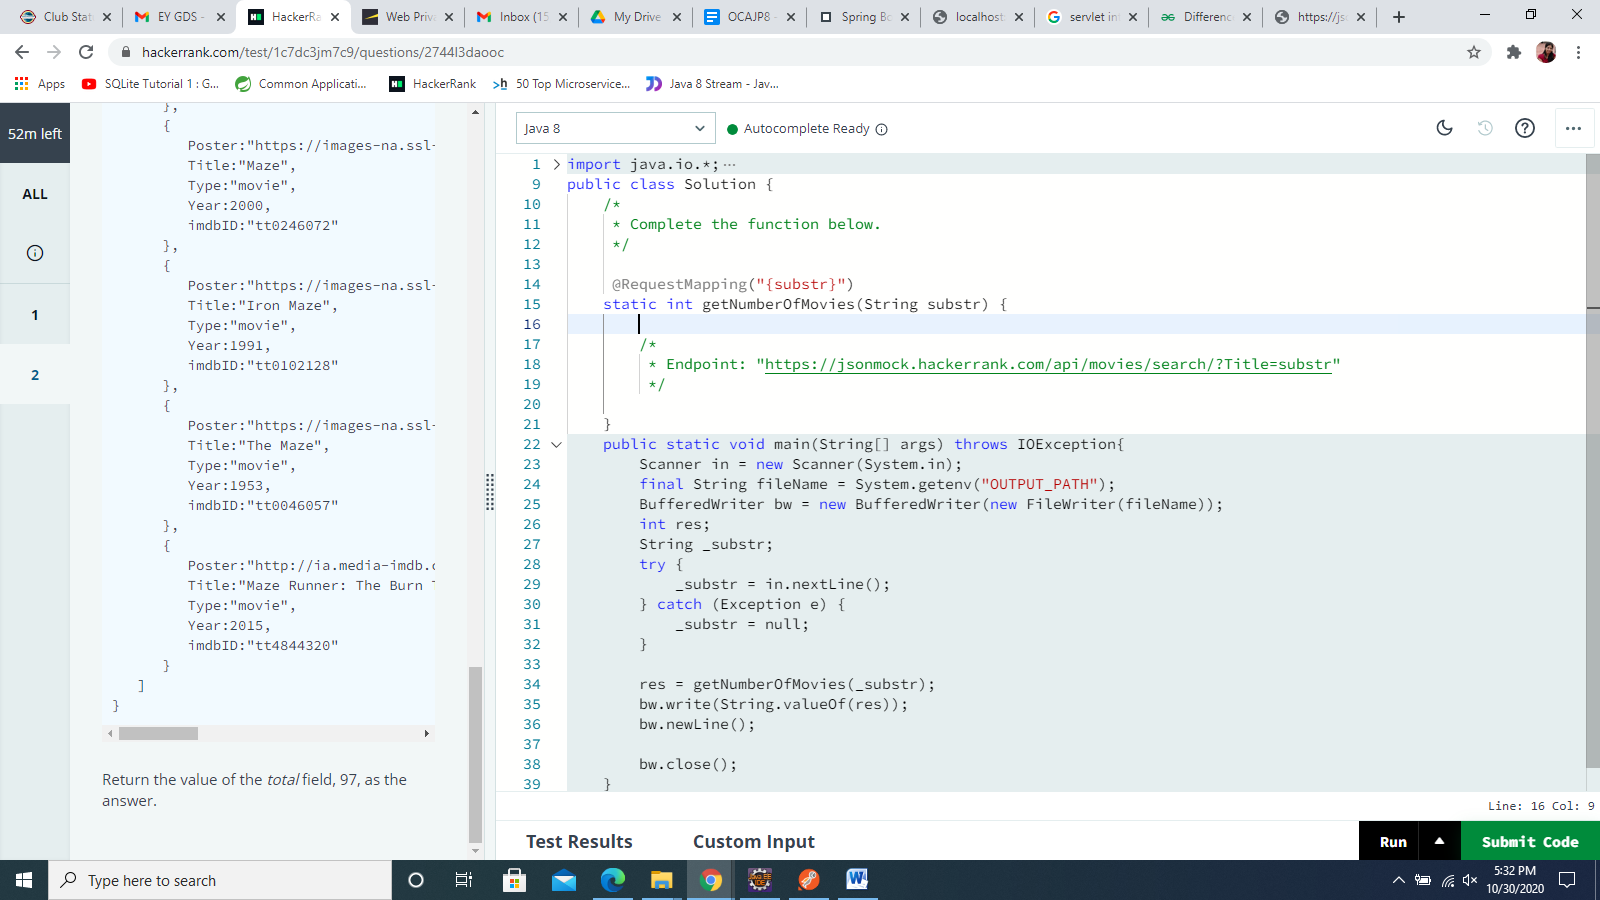 Club Stat
EY GDS -
HackerRa
Web Priva
Inbox (15
My Drive
OCAJP8 -
Spring Bo
localhost
servlet in
Differenc
https://js
hackerrank.com/test/1c7dc3jm7c9/questions/2744l3daooc
Apps
SQLite Tutorial 1 : G...
Common Applicati...
HackerRank
50 Top Microservice...
Java 8 Stream - Jav...
52m left
ALL
1
2
},
{
Poster:"https://images-na.ssl-
Title:"Maze",
Type:"movie",
Year:2000,
imdbID:"tt0246072"
},
{
Poster:"https://images-na.ssl-
Title:"Iron Maze",
Type:"movie",
Year:1991,
imdbID:"tt0102128"
},
{
Poster:"https://images-na.ssl-
Title:"The Maze",
Type:"movie",
Year:1953,
imdbID:"tt0046057"
},
{
Poster:"http://ia.media-imdb.c
Title:"Maze Runner: The Burn T
Type:"movie",
Year:2015,
imdbID:"tt4844320"
}
]
}
Return the value of the total field, 97, as the
answer.
Java 8
Autocomplete Ready
1 import java.io.*; ...
9 public class Solution {
10 /*
11 * Complete the function below.
12 */
13
14 @RequestMapping("{substr}")
15 static int getNumberOfMovies(String substr) {
16
17 /*
18 * Endpoint: "https://jsonmock.hackerrank.com/api/movies/search/?Title=substr"
19 */
20
21 }
22 public static void main(String[] args) throws IOException{
23 Scanner in = new Scanner(System.in);
24 final String fileName = System.getenv("OUTPUT_PATH");
25 BufferedWriter bw = new BufferedWriter(new FileWriter(fileName));
26 int res;
27 String _substr;
28 try {
29 _substr = in.nextLine();
30 } catch (Exception e) {
31 _substr = null;
32 }
33
34 res = getNumberOfMovies(_substr);
35 bw.write(String.valueOf(res));
36 bw.newLine();
37
38 bw.close();
39 }
Line: 16 Col: 9
Test Results
Custom Input
Run
Submit Code
Type here to search
5:32 PM
10/30/2020